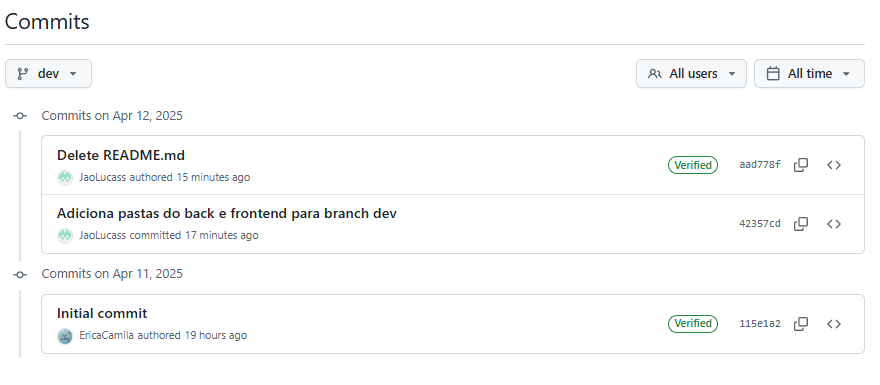 Commits
dev
All users
All time
Commits on Apr 12, 2025
Delete README.md
Verified
aad778f
JaoLucass authored 15 minutes ago
Adiciona pastas do back e frontend para branch dev
42357cd
JaoLucass committed 17 minutes ago
Commits on Apr 11, 2025
Initial commit
Verified
115e1a2
EricaCamila authored 19 hours ago